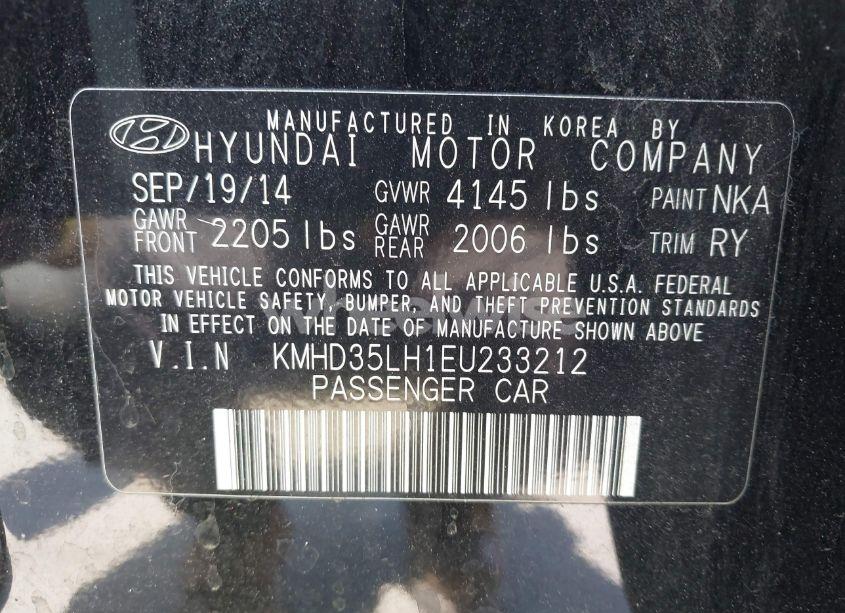 MANUFACTURED IN KOREA BY
HYUNDAI MOTOR COMPANY
SEP/19/14 GVWR 4145 lbs PAINT NKA
GAWR FRONT 2205 lbs GAWR REAR 2006 lbs TRIM RY
THIS VEHICLE CONFORMS TO ALL APPLICABLE U.S.A. FEDERAL
MOTOR VEHICLE SAFETY, BUMPER, AND THEFT PREVENTION STANDARDS
IN EFFECT ON THE DATE OF MANUFACTURE SHOWN ABOVE
V.I.N KMHD35LH1EU233212
PASSENGER CAR